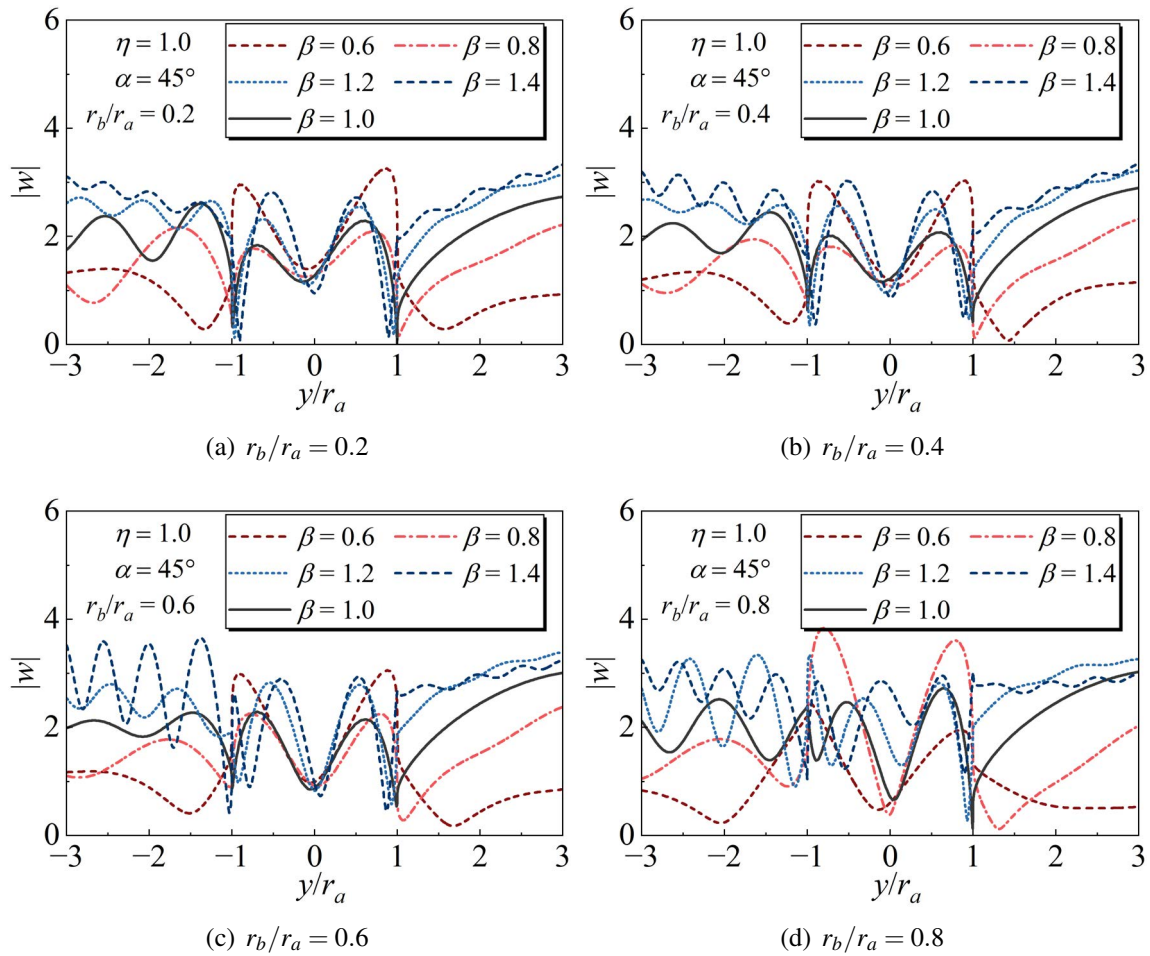 6
4
2
0
|w|
η = 1.0
α = 45°
r_b/r_a = 0.2
β = 0.6 β = 0.8
β = 1.2 β = 1.4
β = 1.0
−3 −2 −1 0 1 2 3
y/r_a
(a) r_b/r_a = 0.2
6
4
2
0
|w|
η = 1.0
α = 45°
r_b/r_a = 0.4
β = 0.6 β = 0.8
β = 1.2 β = 1.4
β = 1.0
−3 −2 −1 0 1 2 3
y/r_a
(b) r_b/r_a = 0.4
6
4
2
0
|w|
η = 1.0
α = 45°
r_b/r_a = 0.6
β = 0.6 β = 0.8
β = 1.2 β = 1.4
β = 1.0
−3 −2 −1 0 1 2 3
y/r_a
(c) r_b/r_a = 0.6
6
4
2
0
|w|
η = 1.0
α = 45°
r_b/r_a = 0.8
β = 0.6 β = 0.8
β = 1.2 β = 1.4
β = 1.0
−3 −2 −1 0 1 2 3
y/r_a
(d) r_b/r_a = 0.8